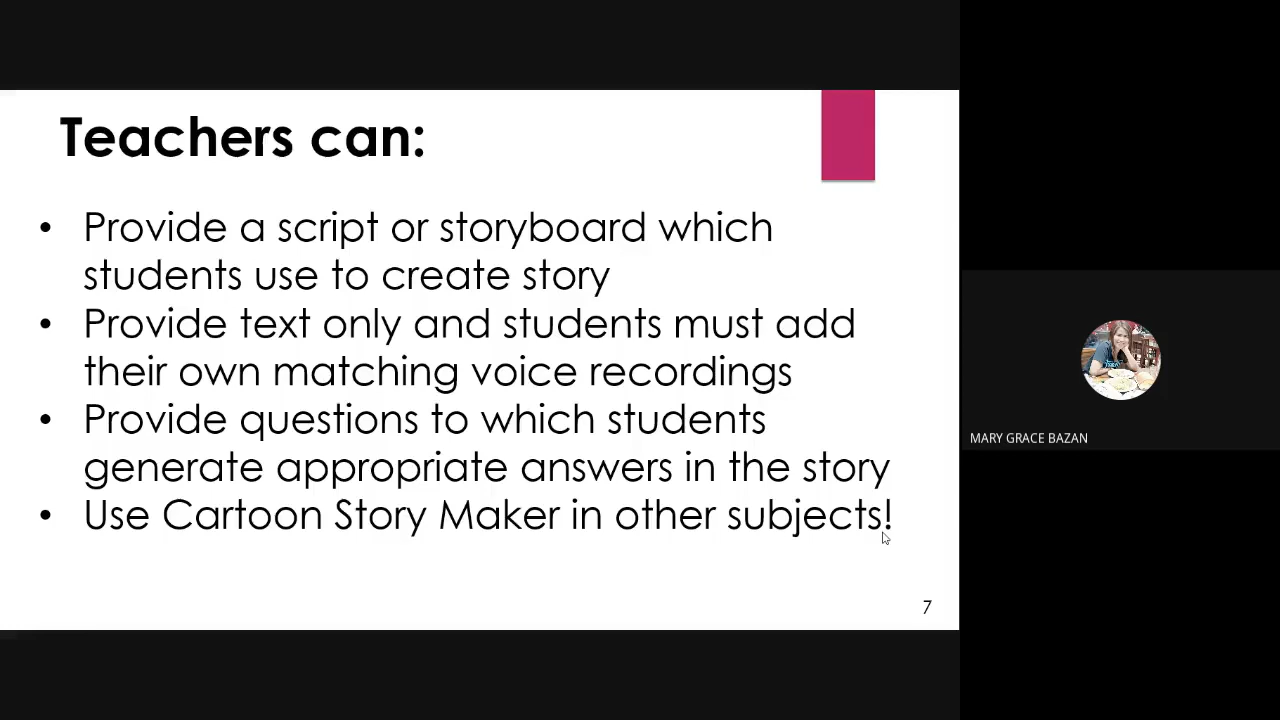 Teachers can:
• Provide a script or storyboard which
students use to create story
• Provide text only and students must add
their own matching voice recordings
• Provide questions to which students
generate appropriate answers in the story
• Use Cartoon Story Maker in other subjects!
7
MARY GRACE BAZAN